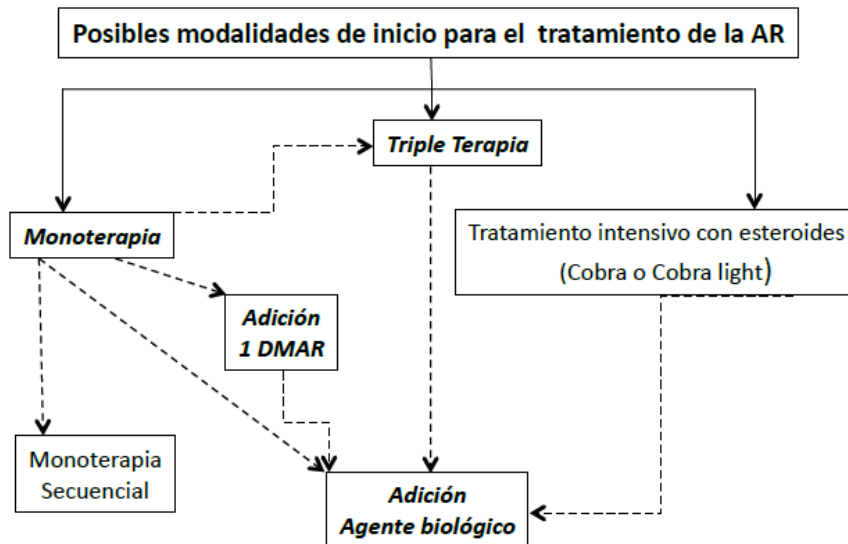 Posibles modalidades de inicio para el tratamiento de la AR
Triple Terapia
Monoterapia
Tratamiento intensivo con esteroides
(Cobra o Cobra light)
Adición
1 DMAR
Monoterapia
Secuencial
Adición
Agente biológico